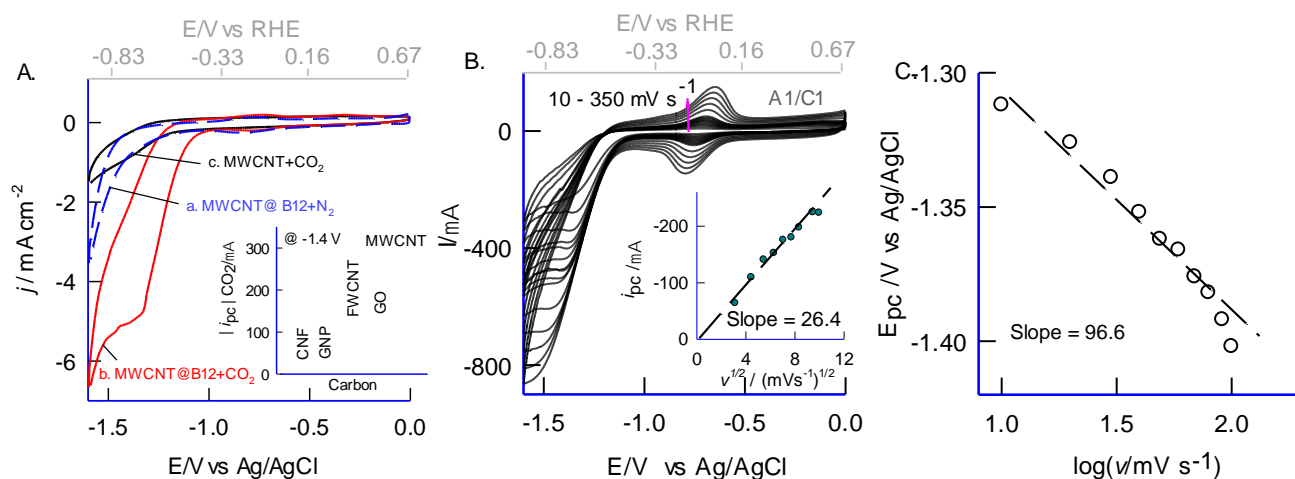 E/V vs RHE
-0.83 -0.33 0.16 0.67
A.
0
-2
-4
-6
j / mA cm-2
c. MWCNT+CO2
a. MWCNT@ B12+N2
b. MWCNT@B12+CO2
@ -1.4 V
300
200
100
0
| ipc | CO2/mA
CNF
GNP
FWCNT
GO
MWCNT
Carbon
-1.5 -1.0 -0.5 0.0
E/V vs Ag/AgCl
E/V vs RHE
-0.83 -0.33 0.16 0.67
B.
10 - 350 mV s-1
A1/C1
0
-200
-400
-600
-800
I/mA
-200
-100
0
ipc /mA
Slope = 26.4
0 4 8 12
v1/2 / (mVs-1)1/2
-1.5 -1.0 -0.5 0.0
E/V vs Ag/AgCl
C.
-1.30
-1.35
-1.40
Epc /V vs Ag/AgCl
Slope = 96.6
1.0 1.5 2.0
log(v/mV s-1)